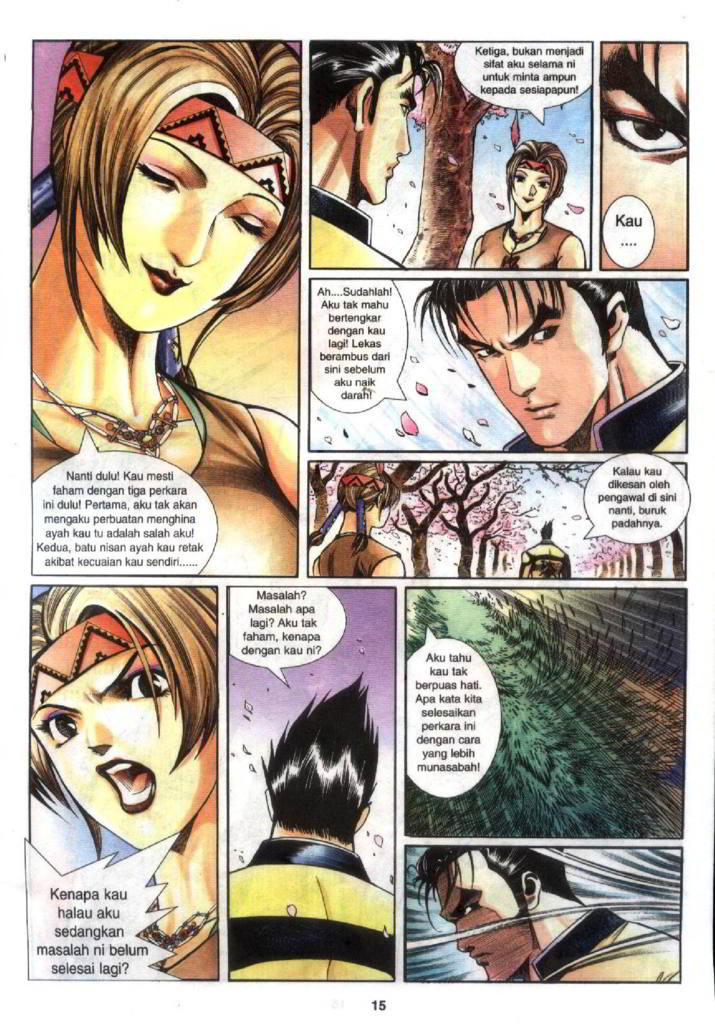 Nanti dulu! Kau mesti
faham dengan tiga perkara
ini dulu! Pertama, aku tak akan
mengaku perbuatan menghina
ayah kau tu adalah salah aku!
Kedua, batu nisan ayah kau retak
akibat kecuaian kau sendiri......
Ketiga, bukan menjadi
sifat aku selama ni
untuk minta ampun
kepada sesiapapun!
Kau
....
Ah....Sudahlah!
Aku tak mahu
bertengkar
dengan kau
lagi! Lekas
berambus dari
sini sebelum
aku naik
darah!
Kalau kau
dikesan oleh
pengawal di sini
nanti, buruk
padahnya.
Kenapa kau
halau aku
sedangkan
masalah ni belum
selesai lagi?
Masalah?
Masalah apa
lagi? Aku tak
faham, kenapa
dengan kau ni?
Aku tahu
kau tak
berpuas hati.
Apa kata kita
selesaikan
perkara ini
dengan cara
yang lebih
munasabah!
15